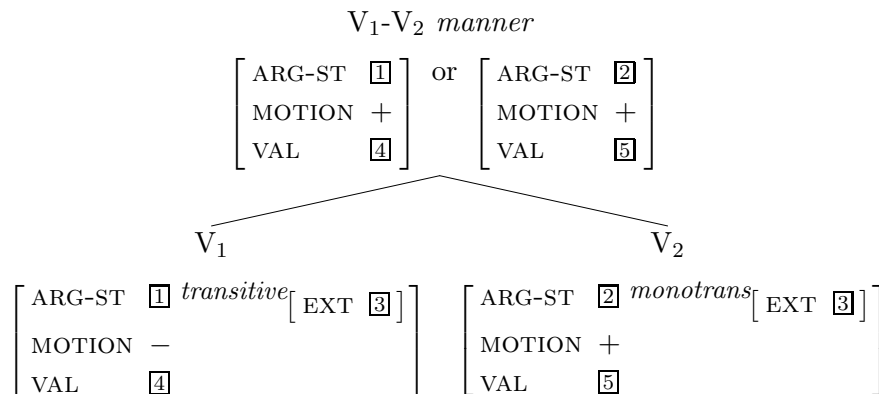 V₁-V₂ manner
[ ARG-ST 1 ] or [ ARG-ST 2 ]
MOTION + MOTION +
VAL 4 VAL 5
V₁ V₂
ARG-ST 1 transitive[ EXT 3 ] ARG-ST 2 monotrans[ EXT 3 ]
MOTION − MOTION +
VAL 4 VAL 5